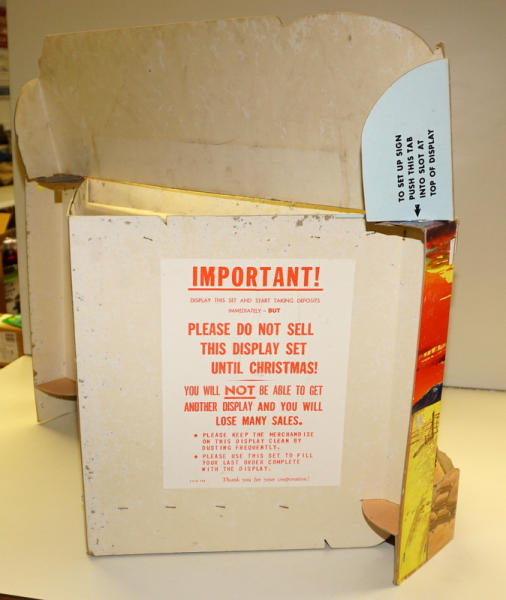 TO SET UP SIGN
PUSH THIS TAB
INTO SLOT AT
TOP OF DISPLAY
IMPORTANT!
DISPLAY THIS SET AND START TAKING DEPOSITS
IMMEDIATELY – BUT
PLEASE DO NOT SELL
THIS DISPLAY SET
UNTIL CHRISTMAS!
YOU WILL NOT BE ABLE TO GET
ANOTHER DISPLAY AND YOU WILL
LOSE MANY SALES.
• PLEASE KEEP THE MERCHANDISE
ON THIS DISPLAY CLEAN BY
DUSTING FREQUENTLY.
• PLEASE USE THIS SET TO FILL
YOUR LAST ORDER COMPLETE
WITH THE DISPLAY.
Thank you for your cooperation!